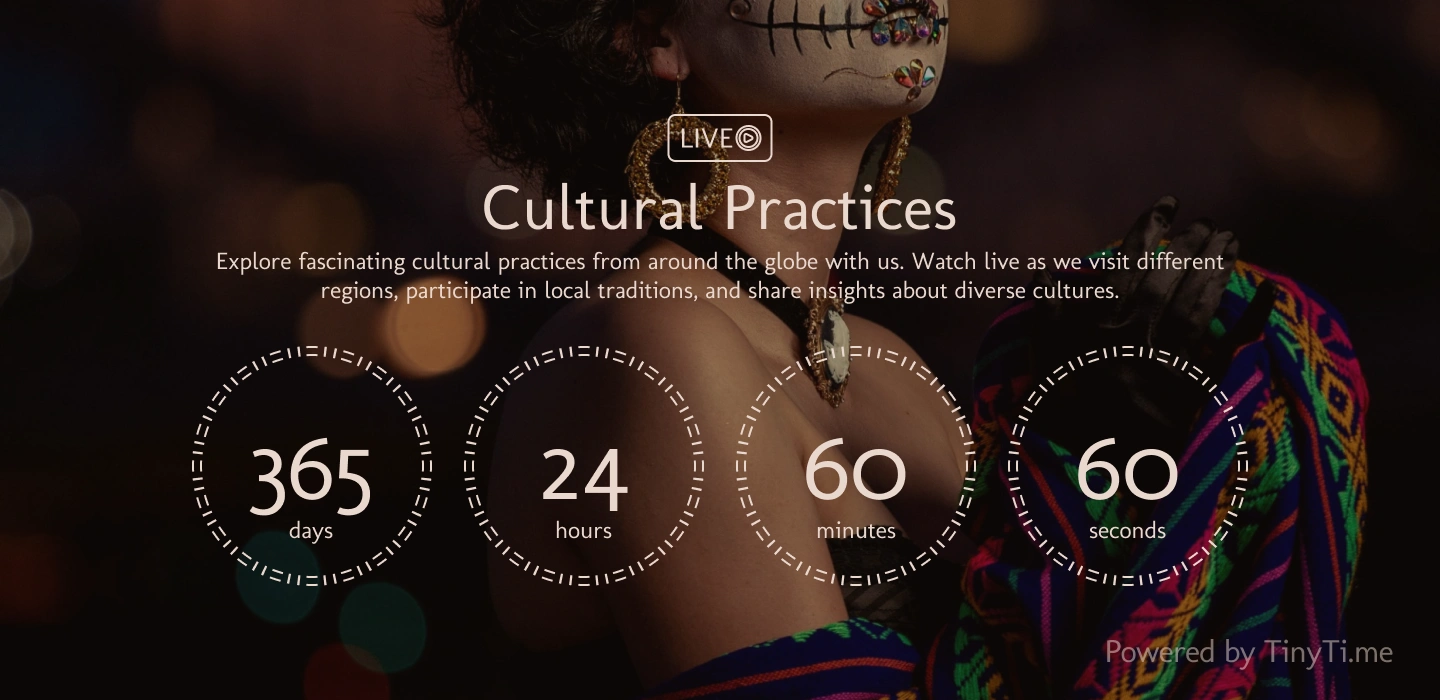 LIVE
Cultural Practices
Explore fascinating cultural practices from around the globe with us. Watch live as we visit different
regions, participate in local traditions, and share insights about diverse cultures.
365 24 60 60
days hours minutes seconds
Powered by TinyTi.me